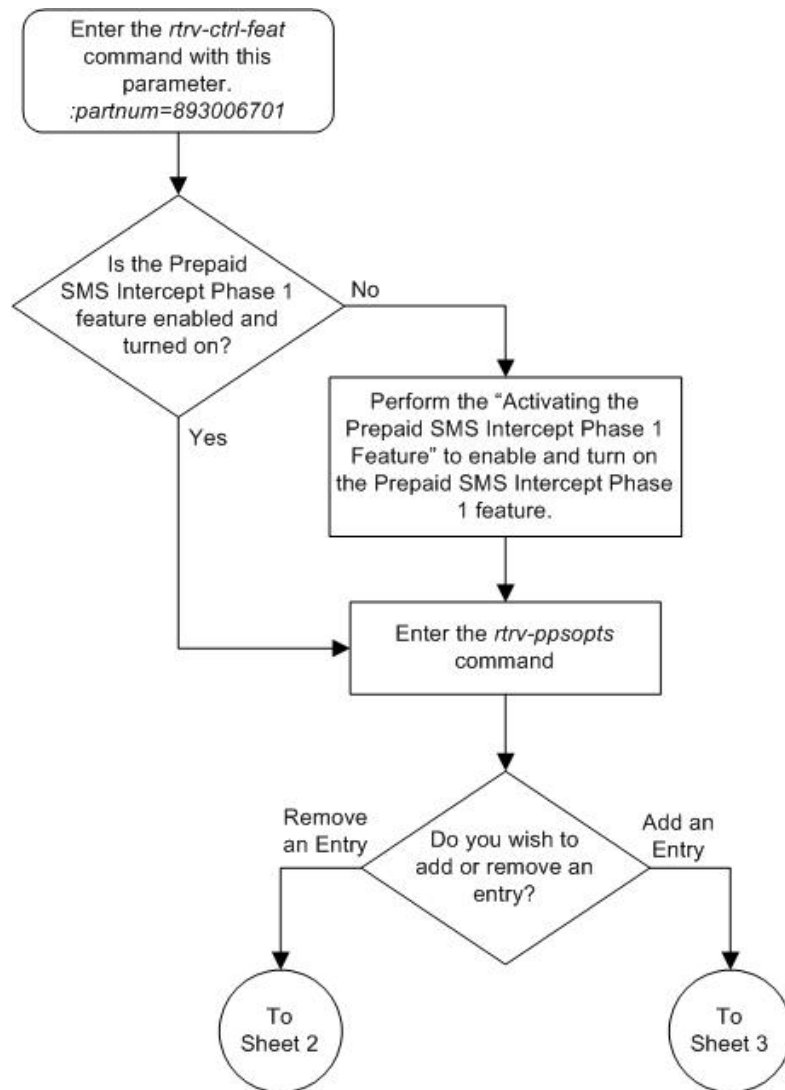 Enter the rtrv-ctrl-feat
command with this
parameter.
:partnum=893006701
Is the Prepaid
SMS Intercept Phase 1
feature enabled and
turned on?
No
Yes
Perform the “Activating the
Prepaid SMS Intercept Phase 1
Feature” to enable and turn on
the Prepaid SMS Intercept Phase
1 feature.
Enter the rtrv-ppsopts
command
Do you wish to
add or remove an
entry?
Remove
an Entry
Add an
Entry
To
Sheet 2
To
Sheet 3